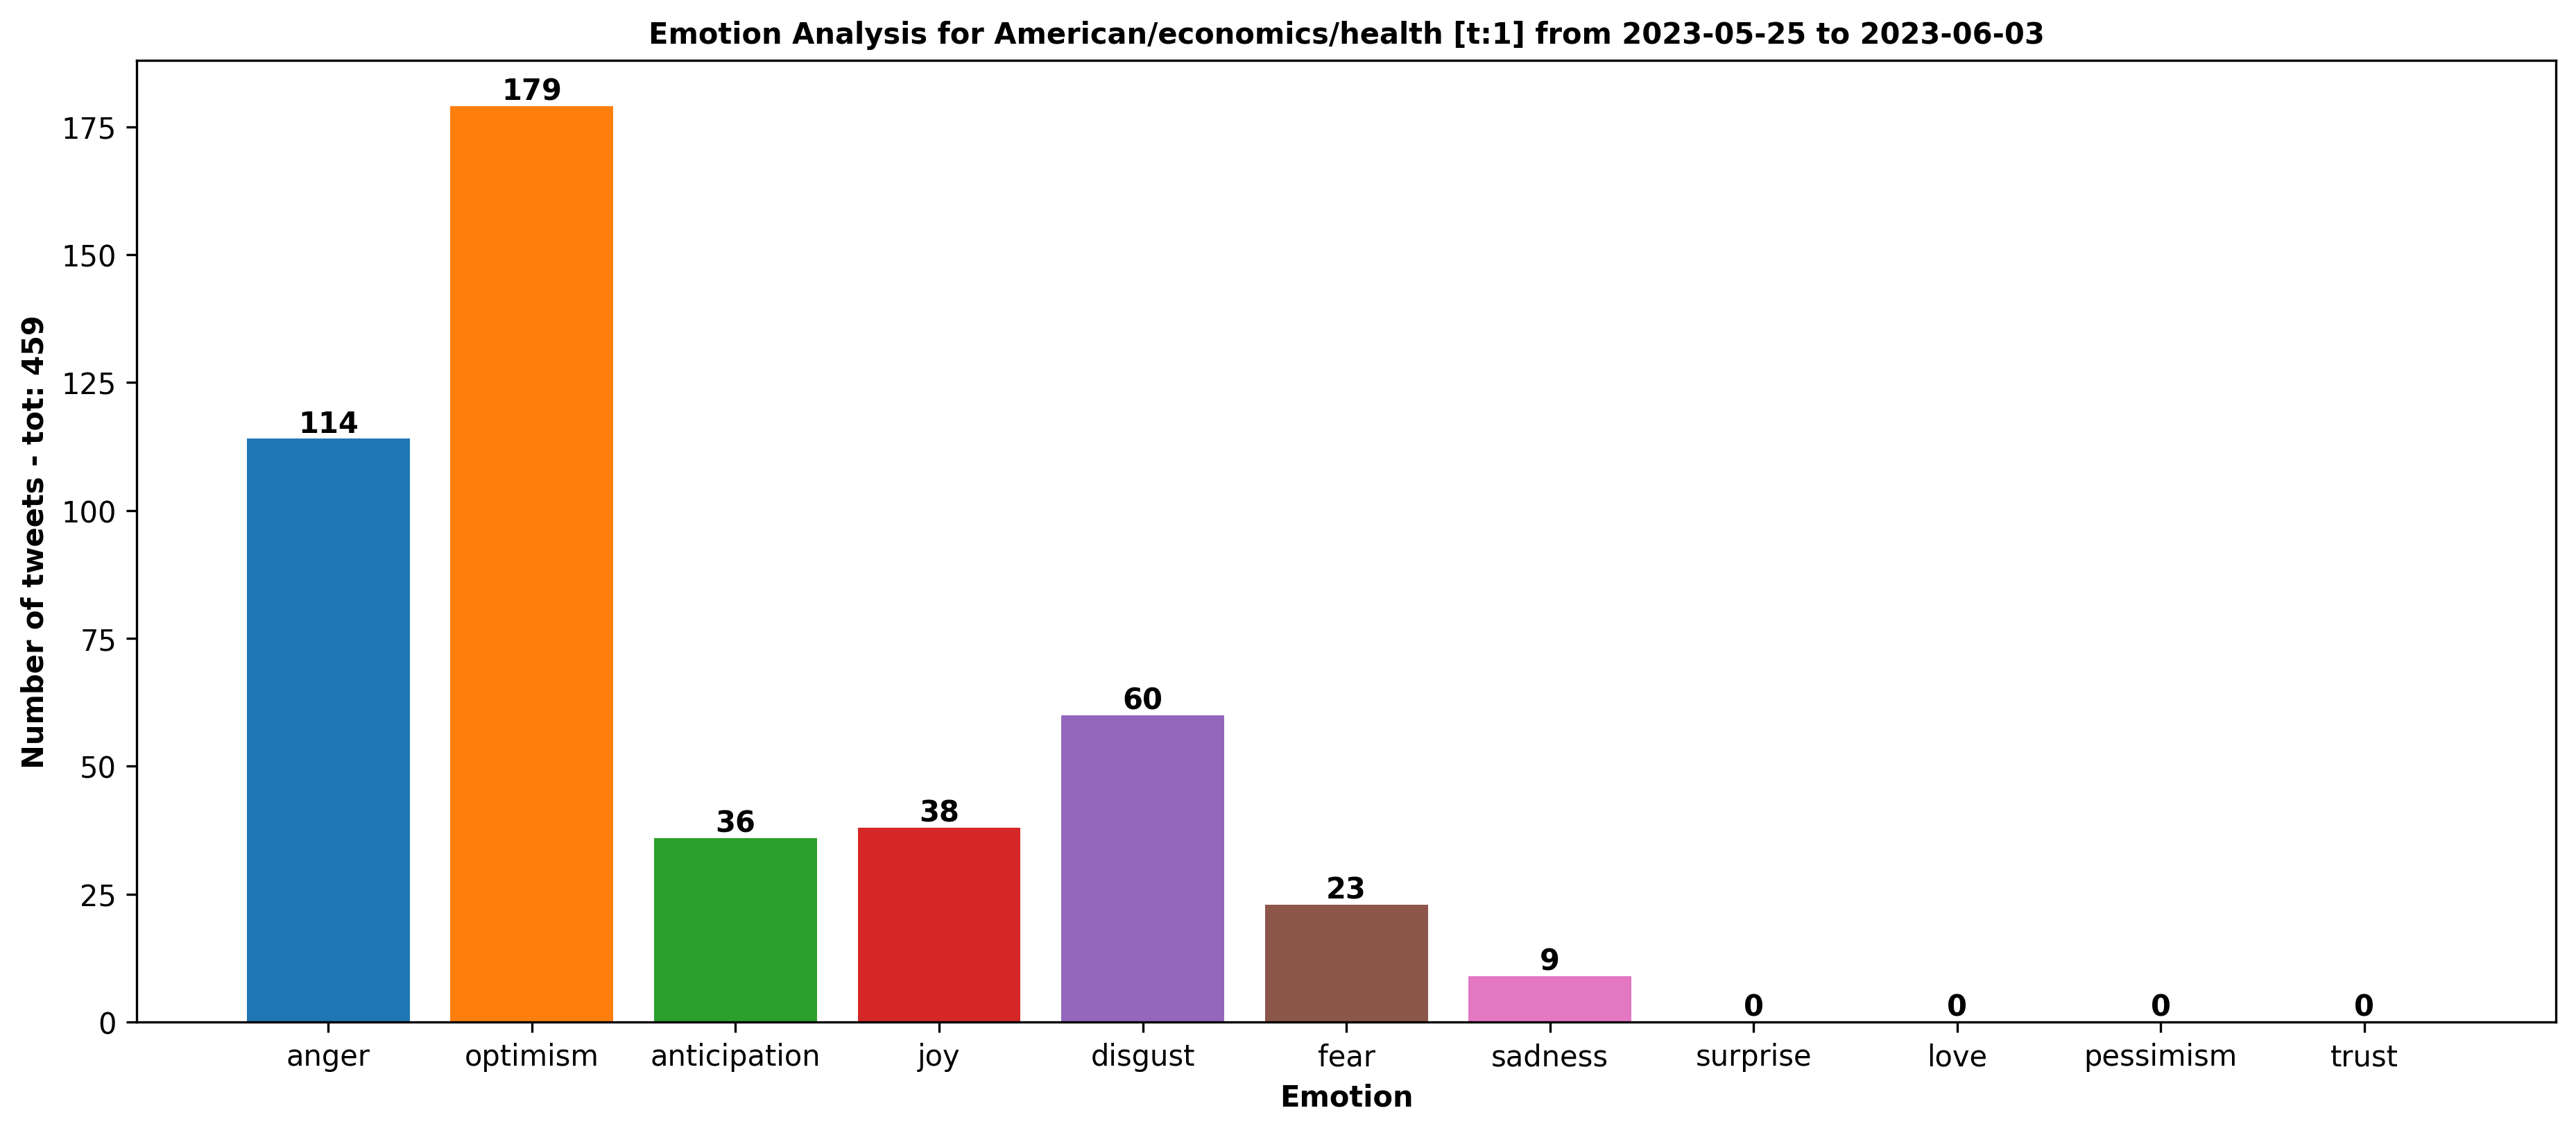 Emotion Analysis for American/economics/health [t:1] from 2023-05-25 to 2023-06-03
Number of tweets - tot: 459
175
150
125
100
75
50
25
0
114
179
36
38
60
23
9
0
0
0
0
anger
optimism
anticipation
joy
disgust
fear
sadness
surprise
love
pessimism
trust
Emotion